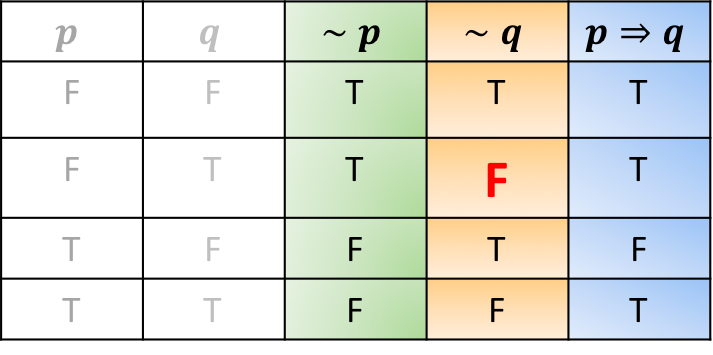 p q ~ p ~ q p ⇒ q
F F T T T
F T T F T
T F F T F
T T F F T